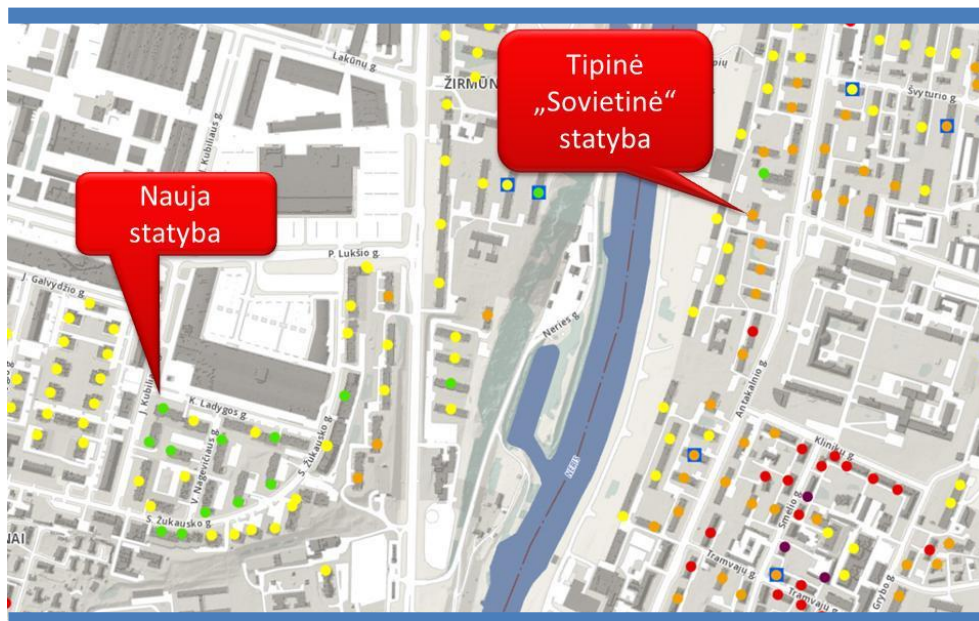 Lakūnų g.
ŽIRMŪN
Tipinė
„Sovietinė“
statyba
Švyturio g.
J. Kubiliaus g.
Nauja
statyba
P. Lukšio g.
J. Galvydžio g.
Neries g.
K. Ladygos g.
S. Žukausko g.
V. Nagevičiaus
Antakalnio g.
Klinikų g.
NERIS
Smėlio g.
S. Žukausko g.
NAI
Tramvajų g.
Tramvajų g.
Grybo g.